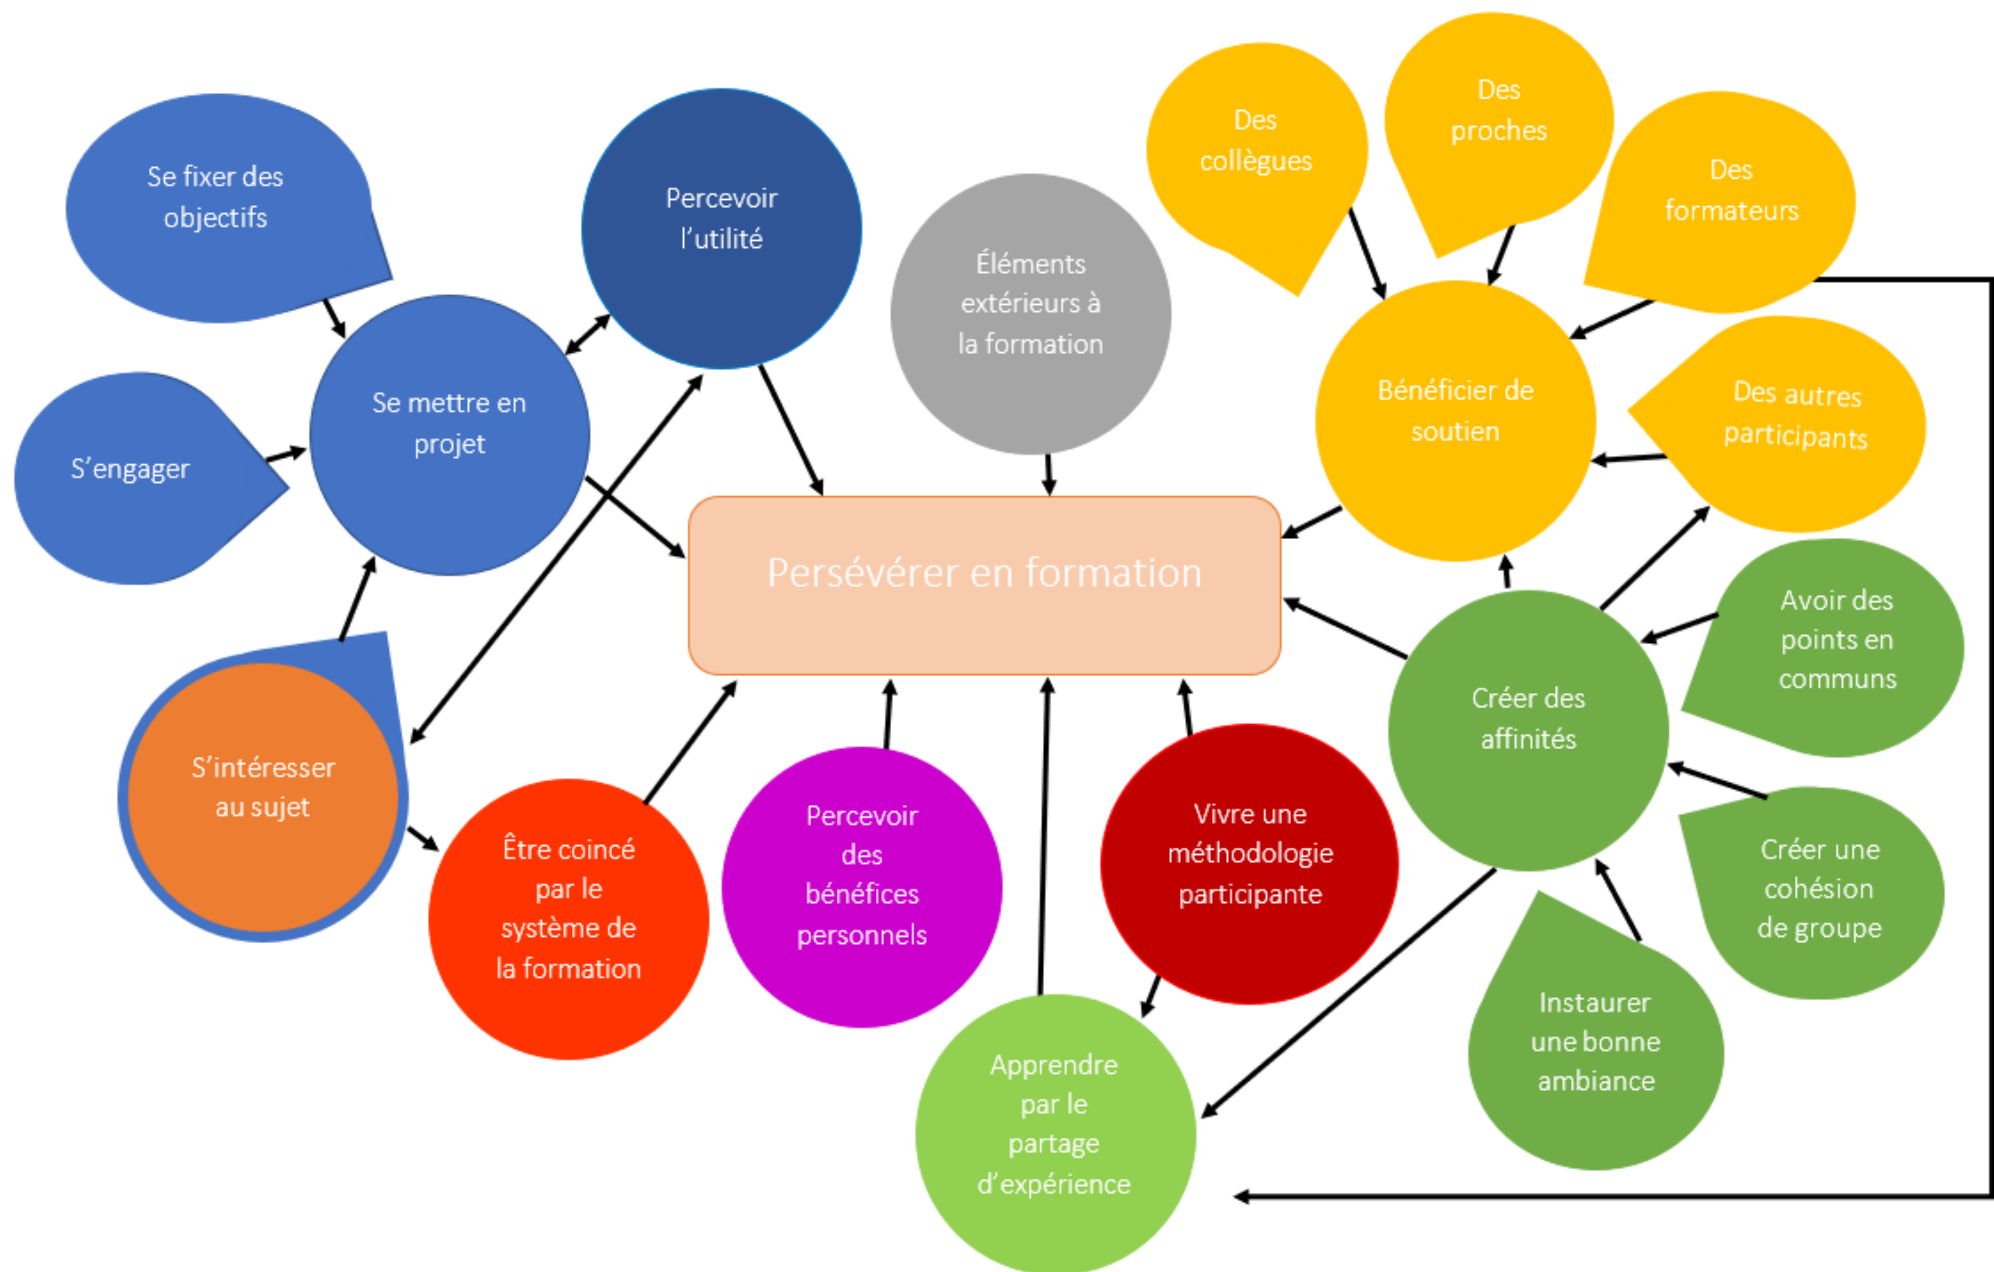 Se fixer des
objectifs
Percevoir
l'utilité
Éléments
extérieurs à
la formation
Des
collègues
Des
proches
Des
formateurs
S'engager
Se mettre en
projet
Bénéficier de
soutien
Des autres
participants
Persévérer en formation
S'intéresser
au sujet
Être coincé
par le
système de
la formation
Percevoir
des
bénéfices
personnels
Vivre une
méthodologie
participante
Créer des
affinités
Avoir des
points en
communs
Créer une
cohésion
de groupe
Instaurer
une bonne
ambiance
Apprendre
par le
partage
d'expérience